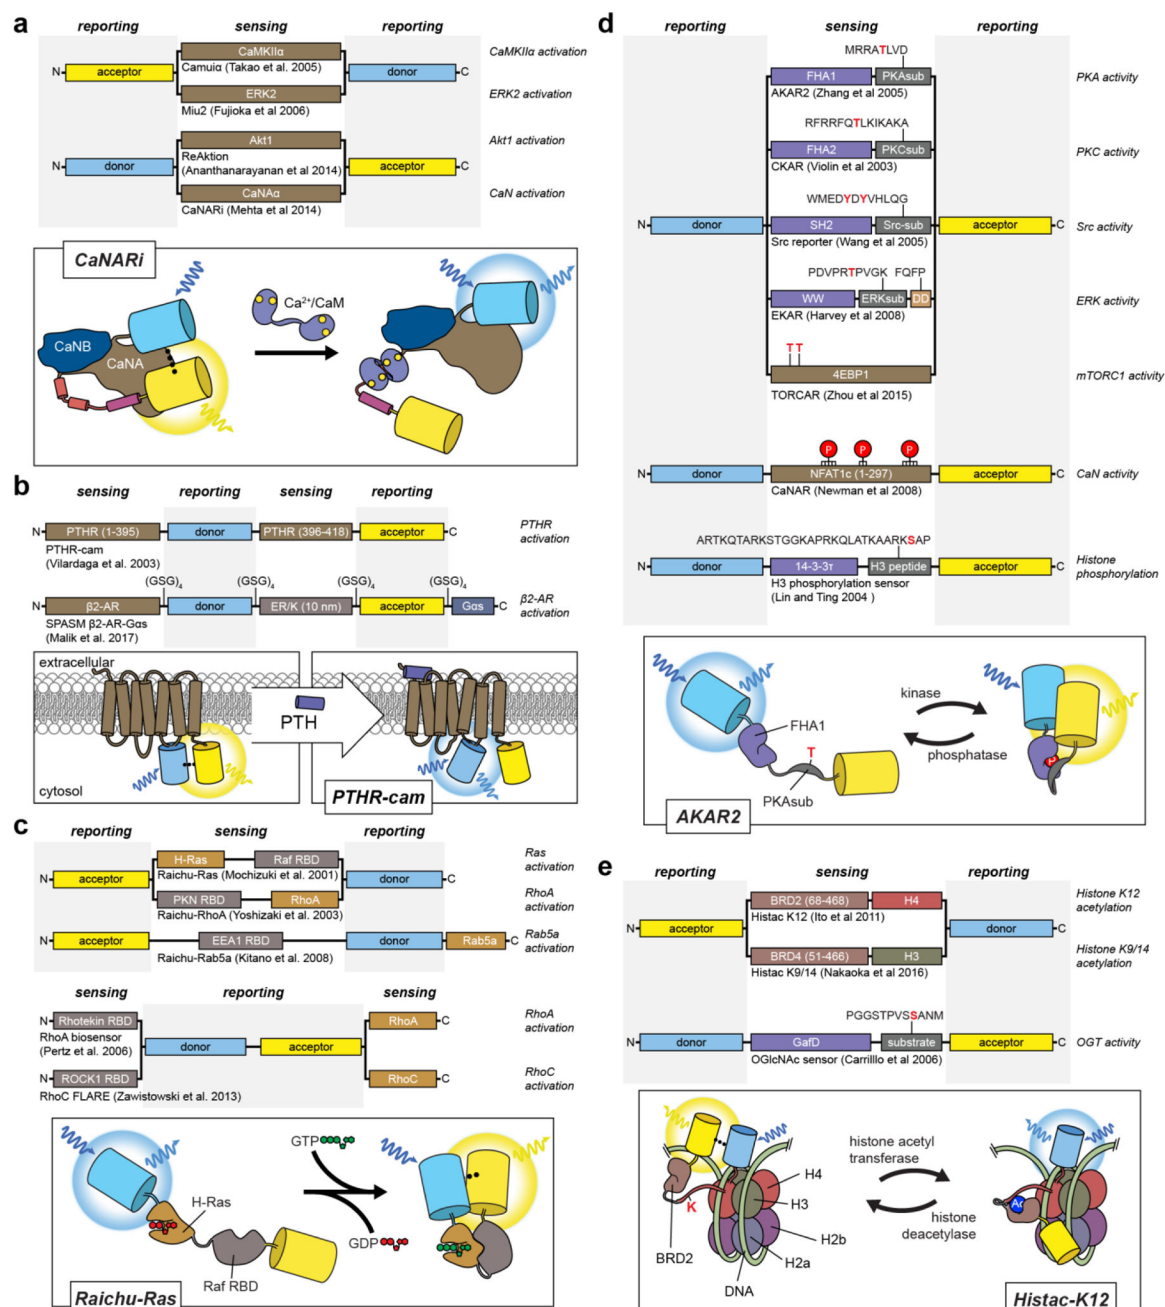 a
reporting sensing reporting
N acceptor CaMKIIα donor C CaMKIIα activation
Camuiα (Takao et al. 2005)
ERK2 ERK2 activation
Miu2 (Fujioka et al 2006)
N donor Akt1 acceptor C Akt1 activation
ReAktion
(Ananthanarayanan et al 2014)
CaNAα CaN activation
CaNARi (Mehta et al 2014)
CaNARi
CaNB
CaNA
Ca2+/CaM
b
sensing reporting sensing reporting
N PTHR (1-395) donor PTHR (396-418) acceptor C PTHR
activation
PTHR-cam
(Vilardaga et al. 2003)
(GSG)4 (GSG)4 (GSG)4 (GSG)4
N β2-AR donor ER/K (10 nm) acceptor Gαs C β2-AR
activation
SPASM β2-AR-Gαs
(Malik et al. 2017)
extracellular
PTH
cytosol
PTHR-cam
c
reporting sensing reporting
N acceptor H-Ras Raf RBD donor C Ras
activation
Raichu-Ras (Mochizuki et al. 2001)
PKN RBD RhoA RhoA
activation
Raichu-RhoA (Yoshizaki et al. 2003)
N acceptor EEA1 RBD donor Rab5a C Rab5a
activation
Raichu-Rab5a (Kitano et al. 2008)
sensing reporting sensing
N Rhotekin RBD donor acceptor RhoA C RhoA
activation
RhoA biosensor
(Pertz et al. 2006)
N ROCK1 RBD RhoC C RhoC
activation
RhoC FLARE (Zawistowski et al. 2013)
GTP
H-Ras
GDP
Raf RBD
Raichu-Ras
d
reporting sensing reporting
MRRATLVD
FHA1 PKAsub PKA activity
AKAR2 (Zhang et al 2005)
RFRRFQTLKIKAKA
FHA2 PKCsub PKC activity
CKAR (Violin et al 2003)
WMEDYDYVHLQG
N donor SH2 Src-sub acceptor C Src activity
Src reporter (Wang et al 2005)
PDVPRTPVGK FQFP
WW ERKsub DD ERK activity
EKAR (Harvey et al 2008)
T T
4EBP1 mTORC1 activity
TORCAR (Zhou et al 2015)
P P P
N donor NFAT1c (1-297) acceptor C CaN activity
CaNAR (Newman et al 2008)
ARTKQTARKSTGGKAPRKQLATKAARKSAP
N donor 14-3-3τ H3 peptide acceptor C Histone
phosphorylation
H3 phosphorylation sensor
(Lin and Ting 2004 )
kinase
FHA1
T
phosphatase
P
PKAsub
AKAR2
e
reporting sensing reporting
N acceptor BRD2 (68-468) H4 donor C Histone K12
acetylation
Histac K12 (Ito et al 2011)
BRD4 (51-466) H3 Histone K9/14
acetylation
Histac K9/14 (Nakaoka et al 2016)
PGGSTPVSSANM
N donor GafD substrate acceptor C OGT activity
OGlcNAc sensor (Carrilllo et al 2006)
histone acetyl
transferase
H4
H3
K
Ac
histone
deacetylase
H2b
BRD2
H2a
DNA
Histac-K12